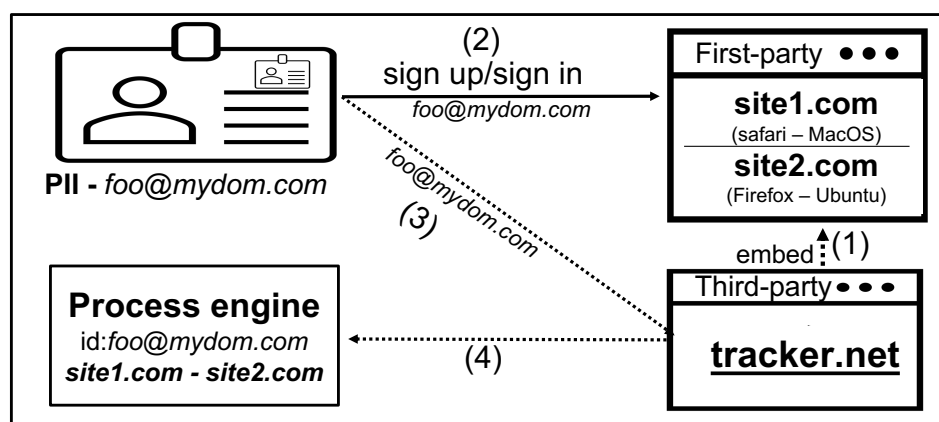 (2)
sign up/sign in
foo@mydom.com
First-party
site1.com
(safari – MacOS)
site2.com
(Firefox – Ubuntu)
PII - foo@mydom.com
foo@mydom.com
(3)
embed
(1)
Third-party
tracker.net
(4)
Process engine
id:foo@mydom.com
site1.com - site2.com